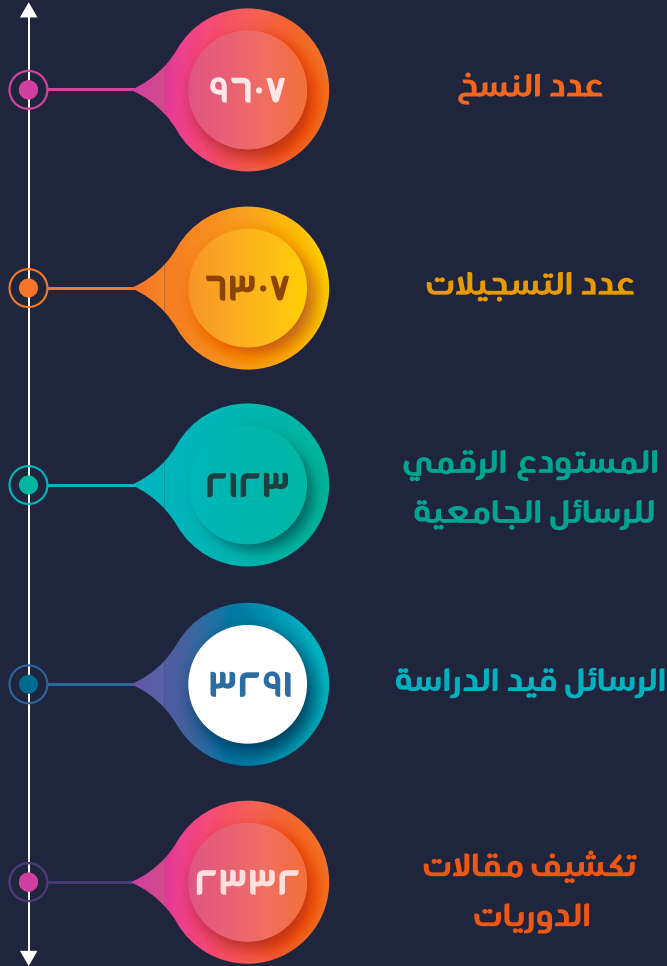 عدد النسخ
٩٦٠٧
عدد التسجيلات
٦٣٠٧
المستودع الرقمي
للرسائل الجامعية
٢١٢٣
الرسائل قيد الدراسة
٣٢٩١
تكشيف مقالات
الدوريات
٢٣٣٢